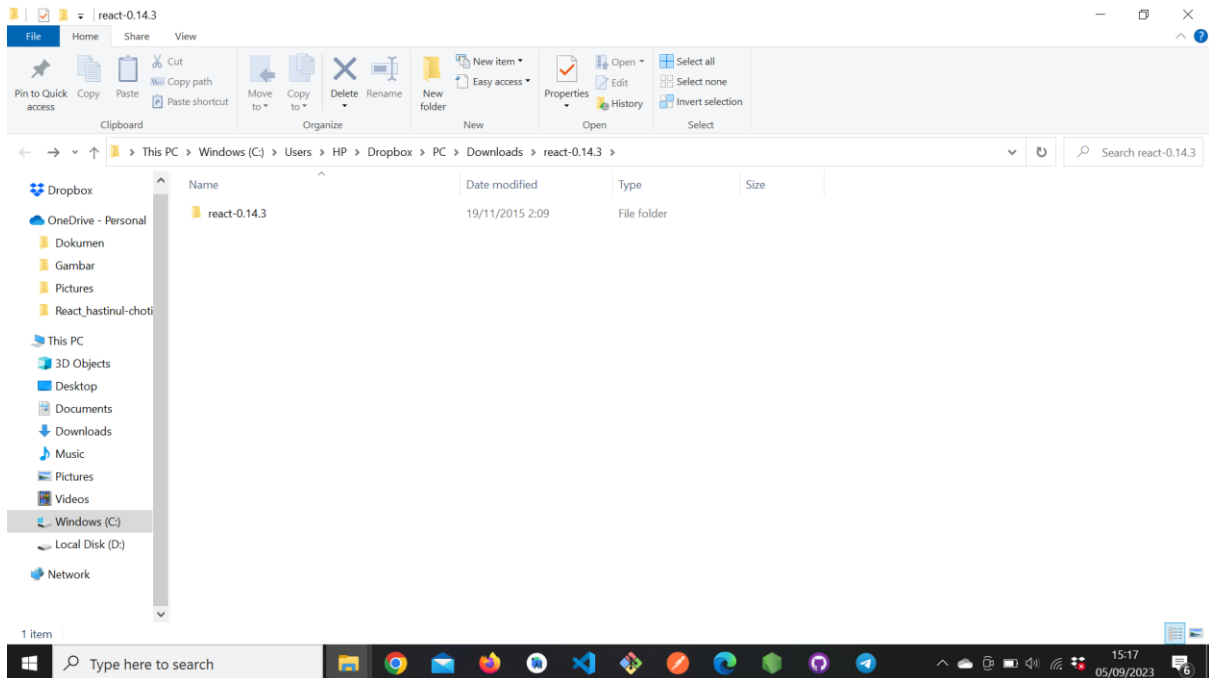 react-0.14.3
File Home Share View
Pin to Quick access
Copy
Paste
Cut
Copy path
Paste shortcut
Clipboard
Move to
Copy to
Delete
Rename
Organize
New folder
New item
Easy access
New
Properties
Open
Edit
History
Open
Select all
Select none
Invert selection
Select
This PC > Windows (C:) > Users > HP > Dropbox > PC > Downloads > react-0.14.3 >
Search react-0.14.3
Name Date modified Type Size
react-0.14.3 19/11/2015 2:09 File folder
Dropbox
OneDrive - Personal
Dokumen
Gambar
Pictures
React_hastinul-choti
This PC
3D Objects
Desktop
Documents
Downloads
Music
Pictures
Videos
Windows (C:)
Local Disk (D:)
Network
1 item
Type here to search
15:17
05/09/2023
6